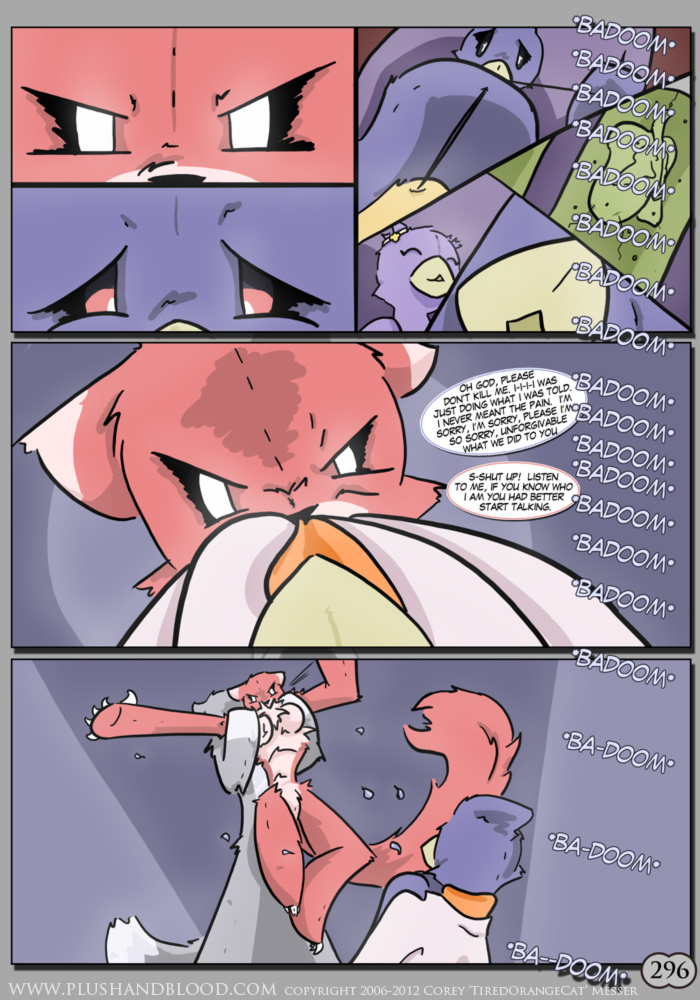 *BADOOM*
*BADOOM*
*BADOOM*
*BADOOM*
*BADOOM*
*BADOOM*
*BADOOM*
*BADOOM*
OH GOD, PLEASE
DON'T KILL ME. I-I-I-I WAS
JUST DOING WHAT I WAS TOLD.
I NEVER MEANT THE PAIN. I'M
SORRY, I'M SORRY, PLEASE I'M
SO SORRY, UNFORGIVABLE
WHAT WE DID TO YOU
S-SHUT UP! LISTEN
TO ME, IF YOU KNOW WHO
I AM YOU HAD BETTER
START TALKING.
*BADOOM*
*BADOOM*
*BADOOM*
*BADOOM*
*BADOOM*
*BADOOM*
*BADOOM*
*BADOOM*
*BA-DOOM*
*BA-DOOM*
*BA--DOOM*
296
WWW.PLUSHANDBLOOD.COM COPYRIGHT 2006-2012 COREY 'TIREDORANGECAT' MESSER